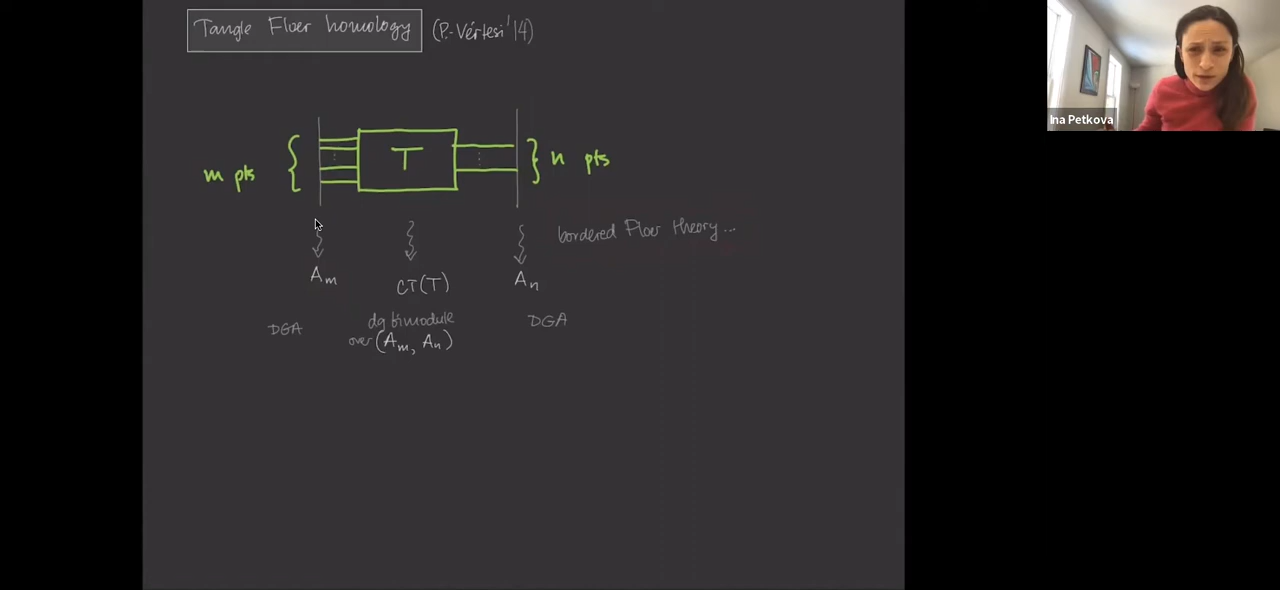 Tangle Floer homology (P.-Vértesi '14)
m pts { T } n pts
bordered Floer theory...
A_m CT(T) A_n
DGA dg bimodule DGA
over (A_m, A_n)
Ina Petkova